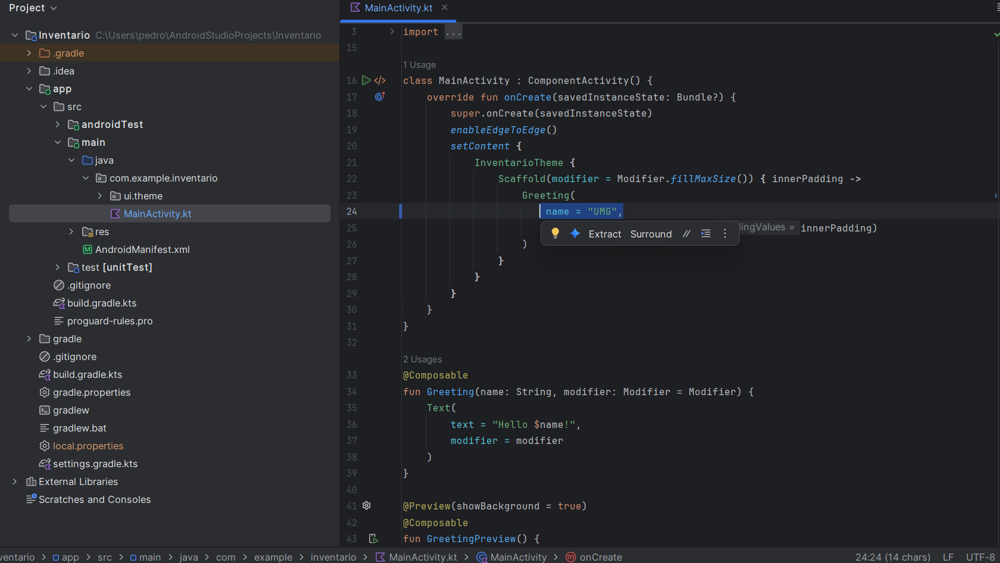 Project
Inventario C:\Users\pedro\AndroidStudioProjects\Inventario
.gradle
.idea
app
src
androidTest
main
java
com.example.inventario
ui.theme
MainActivity.kt
res
AndroidManifest.xml
test [unitTest]
.gitignore
build.gradle.kts
proguard-rules.pro
gradle
.gitignore
build.gradle.kts
gradle.properties
gradlew
gradlew.bat
local.properties
settings.gradle.kts
External Libraries
Scratches and Consoles
MainActivity.kt
3 import ...
15
1 Usage
16 class MainActivity : ComponentActivity() {
17 override fun onCreate(savedInstanceState: Bundle?) {
18 super.onCreate(savedInstanceState)
19 enableEdgeToEdge()
20 setContent {
21 InventarioTheme {
22 Scaffold(modifier = Modifier.fillMaxSize()) { innerPadding ->
23 Greeting(
24 name = "UMG",
25 innerPadding)
Extract Surround //
26 )
27 }
28 }
29 }
30 }
31 }
32
2 Usages
33 @Composable
34 fun Greeting(name: String, modifier: Modifier = Modifier) {
35 Text(
36 text = "Hello $name!",
37 modifier = modifier
38 )
39 }
40
41 @Preview(showBackground = true)
42 @Composable
43 fun GreetingPreview() {
ventario > app > src > main > java > com > example > inventario > MainActivity.kt > MainActivity > onCreate
24:24 (14 chars) LF UTF-8